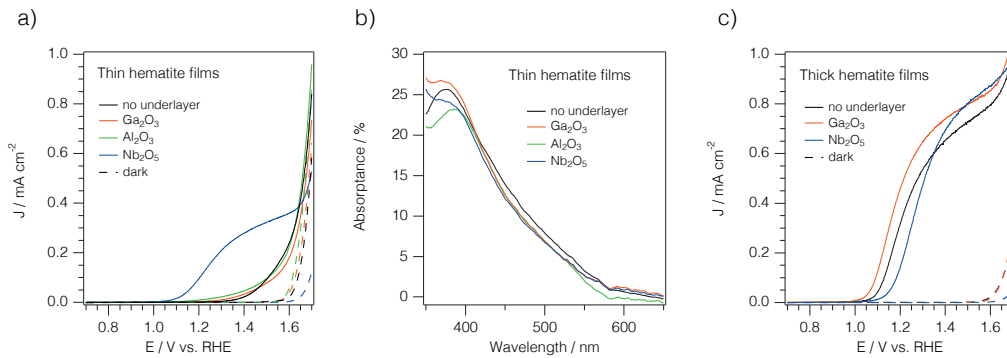 a)
1.0
0.8
0.6
0.4
0.2
0.0
J / mA cm⁻²
Thin hematite films
no underlayer
Ga₂O₃
Al₂O₃
Nb₂O₅
dark
0.8
1.0
1.2
1.4
1.6
E / V vs. RHE
b)
30
25
20
15
10
5
0
Absorptance / %
Thin hematite films
no underlayer
Ga₂O₃
Al₂O₃
Nb₂O₅
400
500
600
Wavelength / nm
c)
1.0
0.8
0.6
0.4
0.2
0.0
J / mA cm⁻²
Thick hematite films
no underlayer
Ga₂O₃
Nb₂O₅
dark
0.8
1.0
1.2
1.4
1.6
E / V vs. RHE